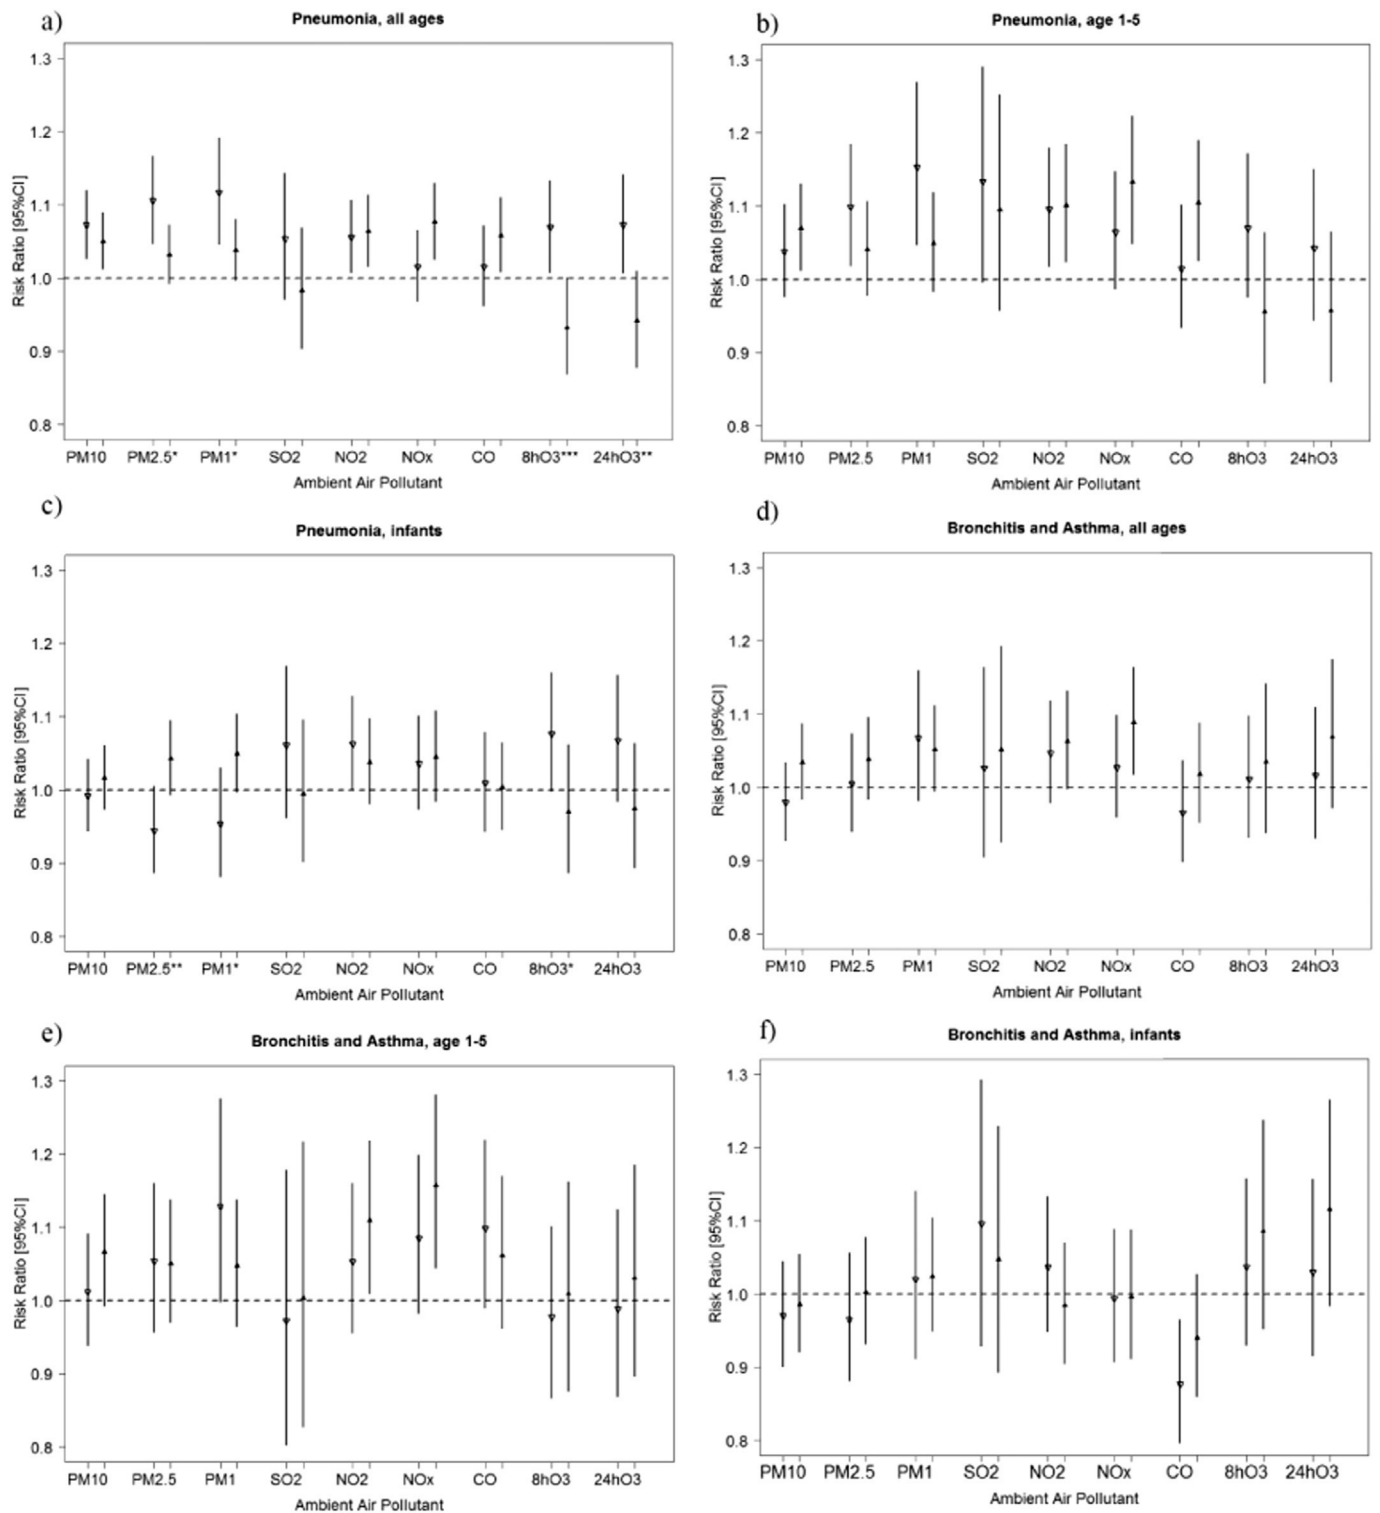 a)
Pneumonia, all ages
Risk Ratio [95%CI]
1.3
1.2
1.1
1.0
0.9
0.8
PM10 PM2.5* PM1* SO2 NO2 NOx CO 8hO3*** 24hO3**
Ambient Air Pollutant
b)
Pneumonia, age 1-5
Risk Ratio [95%CI]
1.3
1.2
1.1
1.0
0.9
0.8
PM10 PM2.5 PM1 SO2 NO2 NOx CO 8hO3 24hO3
Ambient Air Pollutant
c)
Pneumonia, infants
Risk Ratio [95%CI]
1.3
1.2
1.1
1.0
0.9
0.8
PM10 PM2.5** PM1* SO2 NO2 NOx CO 8hO3* 24hO3
Ambient Air Pollutant
d)
Bronchitis and Asthma, all ages
Risk Ratio [95%CI]
1.3
1.2
1.1
1.0
0.9
0.8
PM10 PM2.5 PM1 SO2 NO2 NOx CO 8hO3 24hO3
Ambient Air Pollutant
e)
Bronchitis and Asthma, age 1-5
Risk Ratio [95%CI]
1.3
1.2
1.1
1.0
0.9
0.8
PM10 PM2.5 PM1 SO2 NO2 NOx CO 8hO3 24hO3
Ambient Air Pollutant
f)
Bronchitis and Asthma, infants
Risk Ratio [95%CI]
1.3
1.2
1.1
1.0
0.9
0.8
PM10 PM2.5 PM1 SO2 NO2 NOx CO 8hO3 24hO3
Ambient Air Pollutant